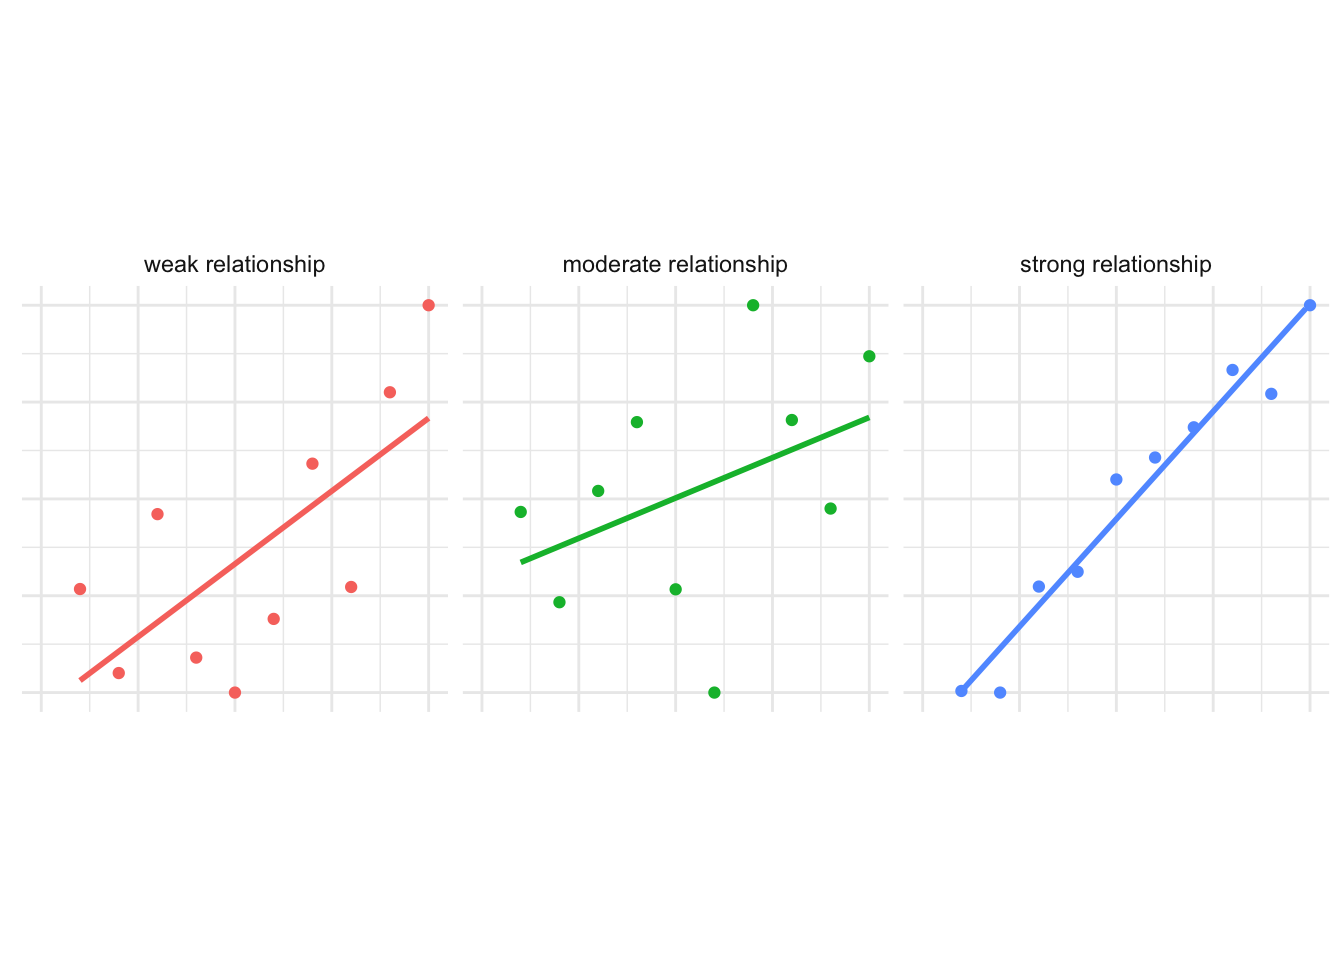 weak relationship
moderate relationship
strong relationship